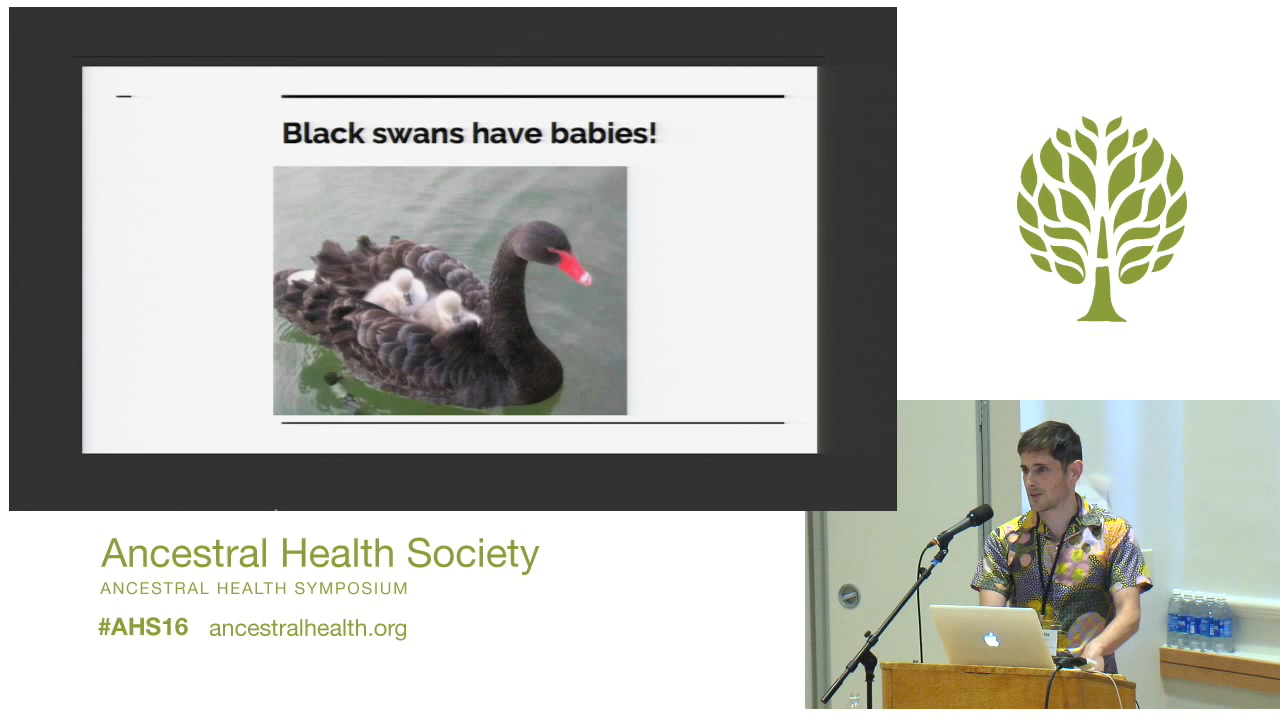 Black swans have babies!
Ancestral Health Society
ANCESTRAL HEALTH SYMPOSIUM
#AHS16 ancestralhealth.org